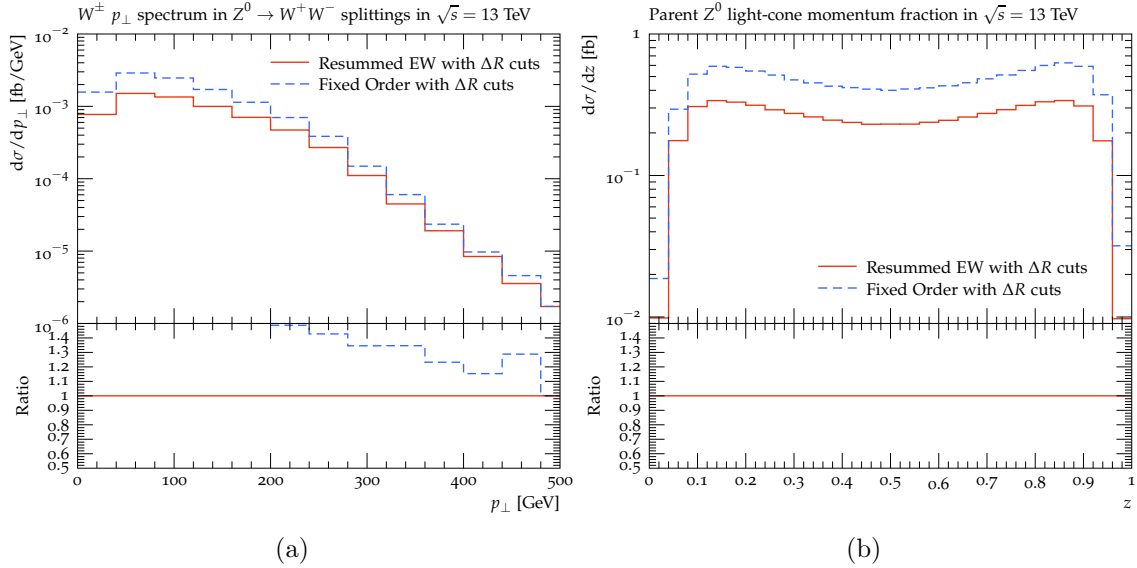 W± p⊥ spectrum in Z⁰ → W⁺W⁻ splittings in √s = 13 TeV
dσ/dp⊥ [fb/GeV]
10⁻²
10⁻³
10⁻⁴
10⁻⁵
10⁻⁶
Resummed EW with ΔR cuts
Fixed Order with ΔR cuts
Ratio
1.4
1.3
1.2
1.1
1
0.9
0.8
0.7
0.6
0.5
0 100 200 300 400 500
p⊥ [GeV]
(a)
Parent Z⁰ light-cone momentum fraction in √s = 13 TeV
dσ/dz [fb]
1
10⁻¹
10⁻²
Resummed EW with ΔR cuts
Fixed Order with ΔR cuts
Ratio
1.4
1.3
1.2
1.1
1
0.9
0.8
0.7
0.6
0.5
0 0.1 0.2 0.3 0.4 0.5 0.6 0.7 0.8 0.9 1
z
(b)